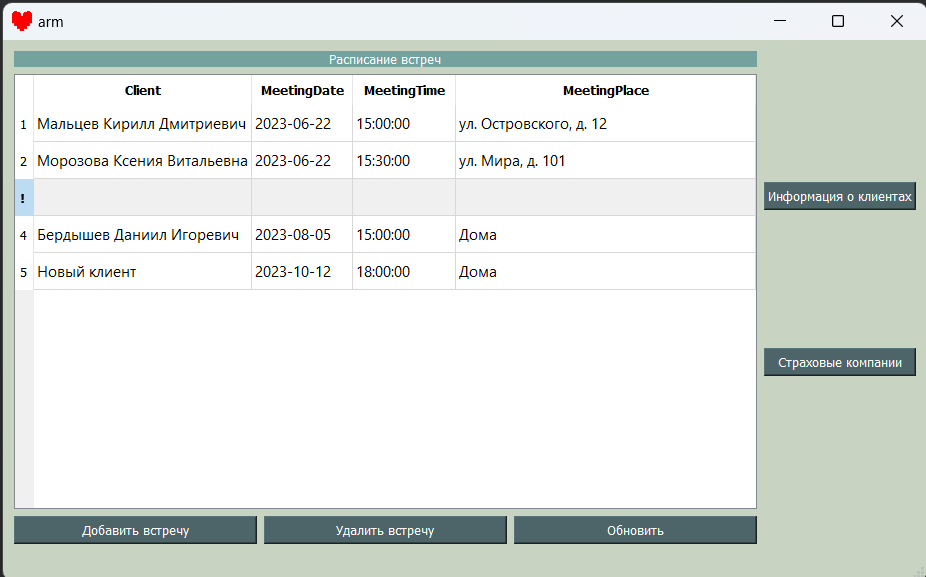 arm
Расписание встреч
Client MeetingDate MeetingTime MeetingPlace
1 Мальцев Кирилл Дмитриевич 2023-06-22 15:00:00 ул. Островского, д. 12
2 Морозова Ксения Витальевна 2023-06-22 15:30:00 ул. Мира, д. 101
!
Информация о клиентах
4 Бердышев Даниил Игоревич 2023-08-05 15:00:00 Дома
5 Новый клиент 2023-10-12 18:00:00 Дома
Страховые компании
Добавить встречу Удалить встречу Обновить